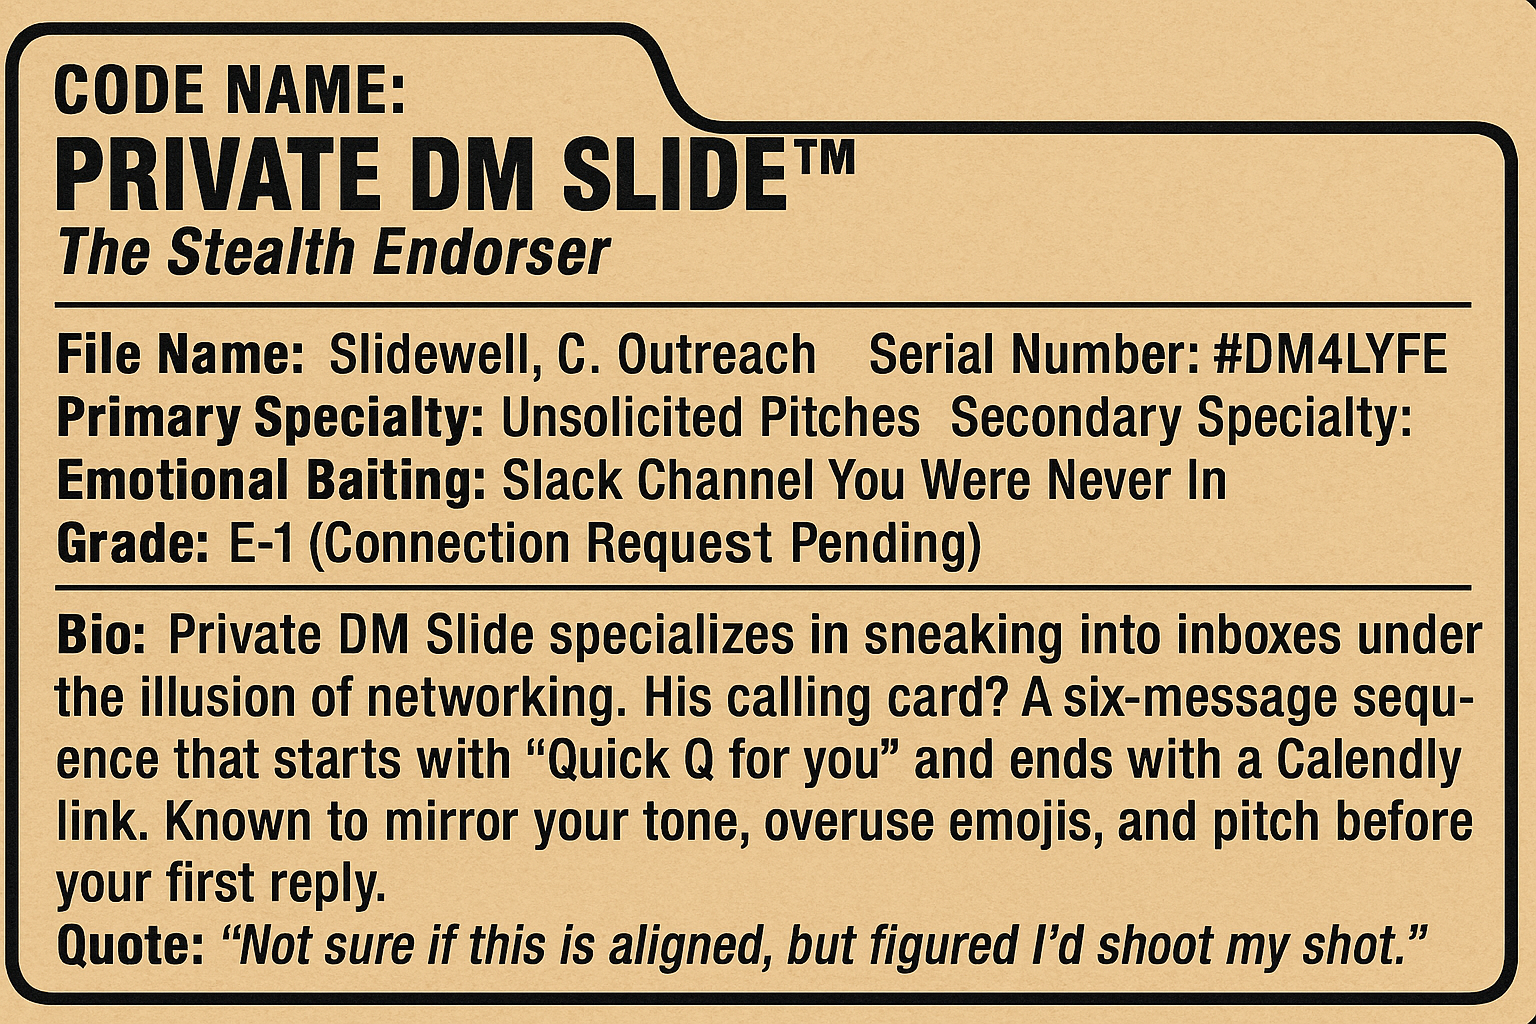 CODE NAME:
PRIVATE DM SLIDE™
The Stealth Endorser
File Name: Slidewell, C. Outreach Serial Number: #DM4LYFE
Primary Specialty: Unsolicited Pitches Secondary Specialty:
Emotional Baiting: Slack Channel You Were Never In
Grade: E-1 (Connection Request Pending)
Bio: Private DM Slide specializes in sneaking into inboxes under
the illusion of networking. His calling card? A six-message sequ-
ence that starts with “Quick Q for you” and ends with a Calendly
link. Known to mirror your tone, overuse emojis, and pitch before
your first reply.
Quote: “Not sure if this is aligned, but figured I’d shoot my shot.”